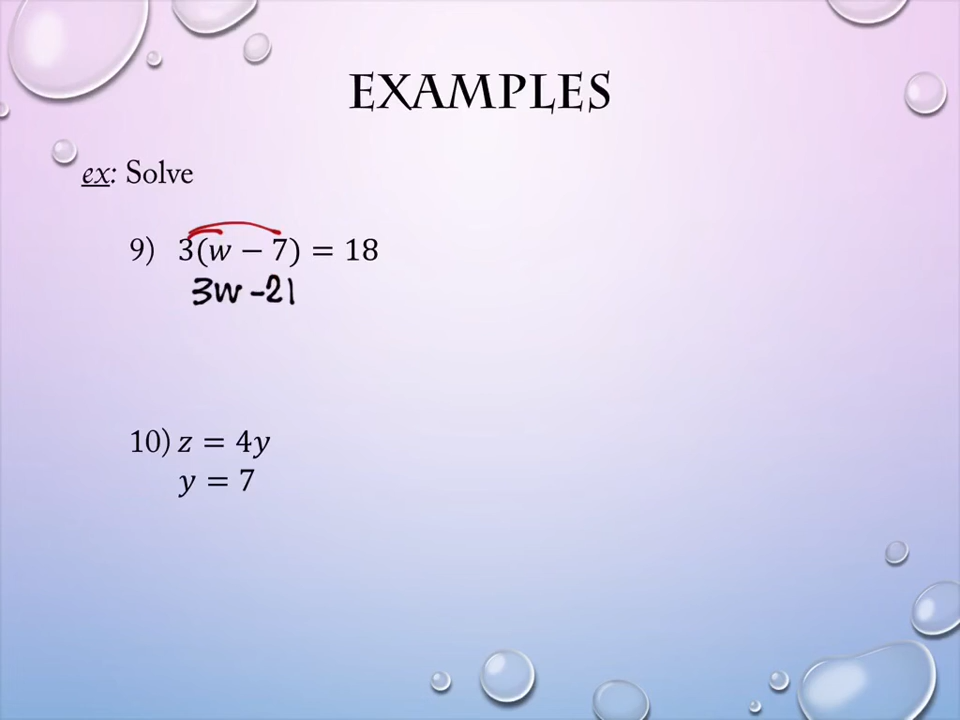 EXAMPLES
ex: Solve
9) 3(w − 7) = 18
3w -21
10) z = 4y
y = 7